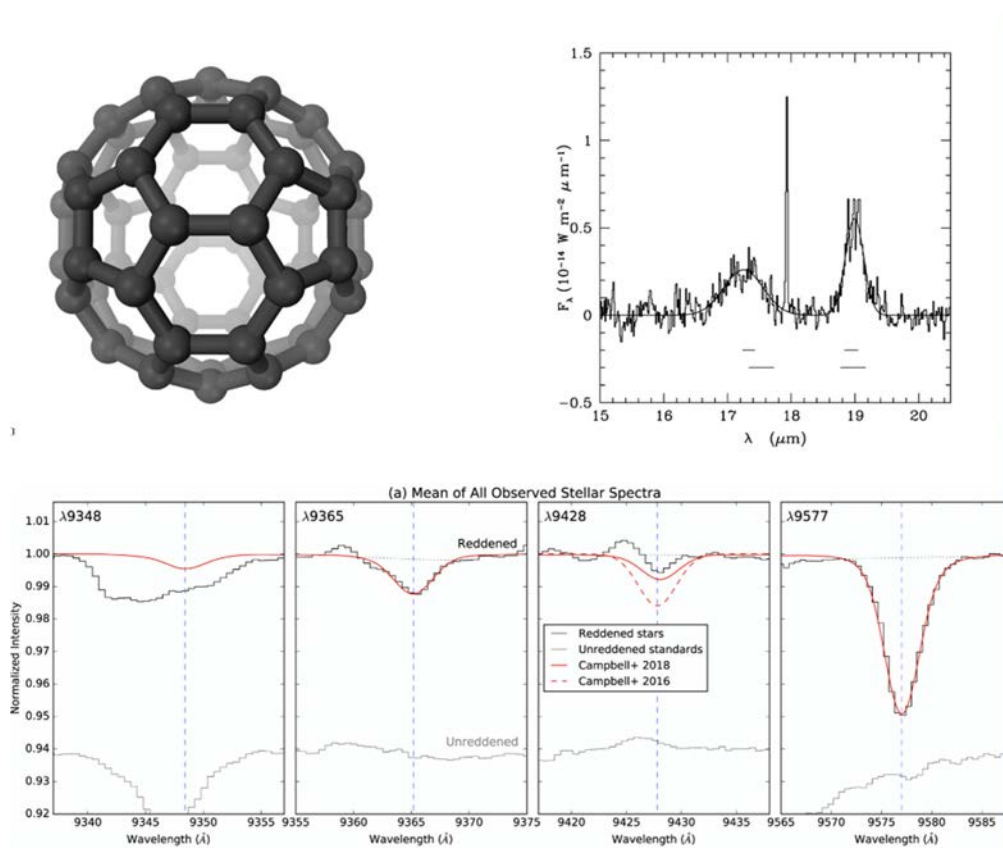 1.5
1
0.5
0
−0.5
F_λ (10⁻¹⁴ W m⁻² μm⁻¹)
15 16 17 18 19 20
λ (μm)
(a) Mean of All Observed Stellar Spectra
λ9348
λ9365
λ9428
λ9577
Reddened
Reddened stars
Unreddened standards
Campbell+ 2018
Campbell+ 2016
Unreddened
Normalized Intensity
1.01
1.00
0.99
0.98
0.97
0.96
0.95
0.94
0.93
0.92
9340 9345 9350 9355
9355 9360 9365 9370 9375
9420 9425 9430 9435
9565 9570 9575 9580 9585
Wavelength (Å)
Wavelength (Å)
Wavelength (Å)
Wavelength (Å)